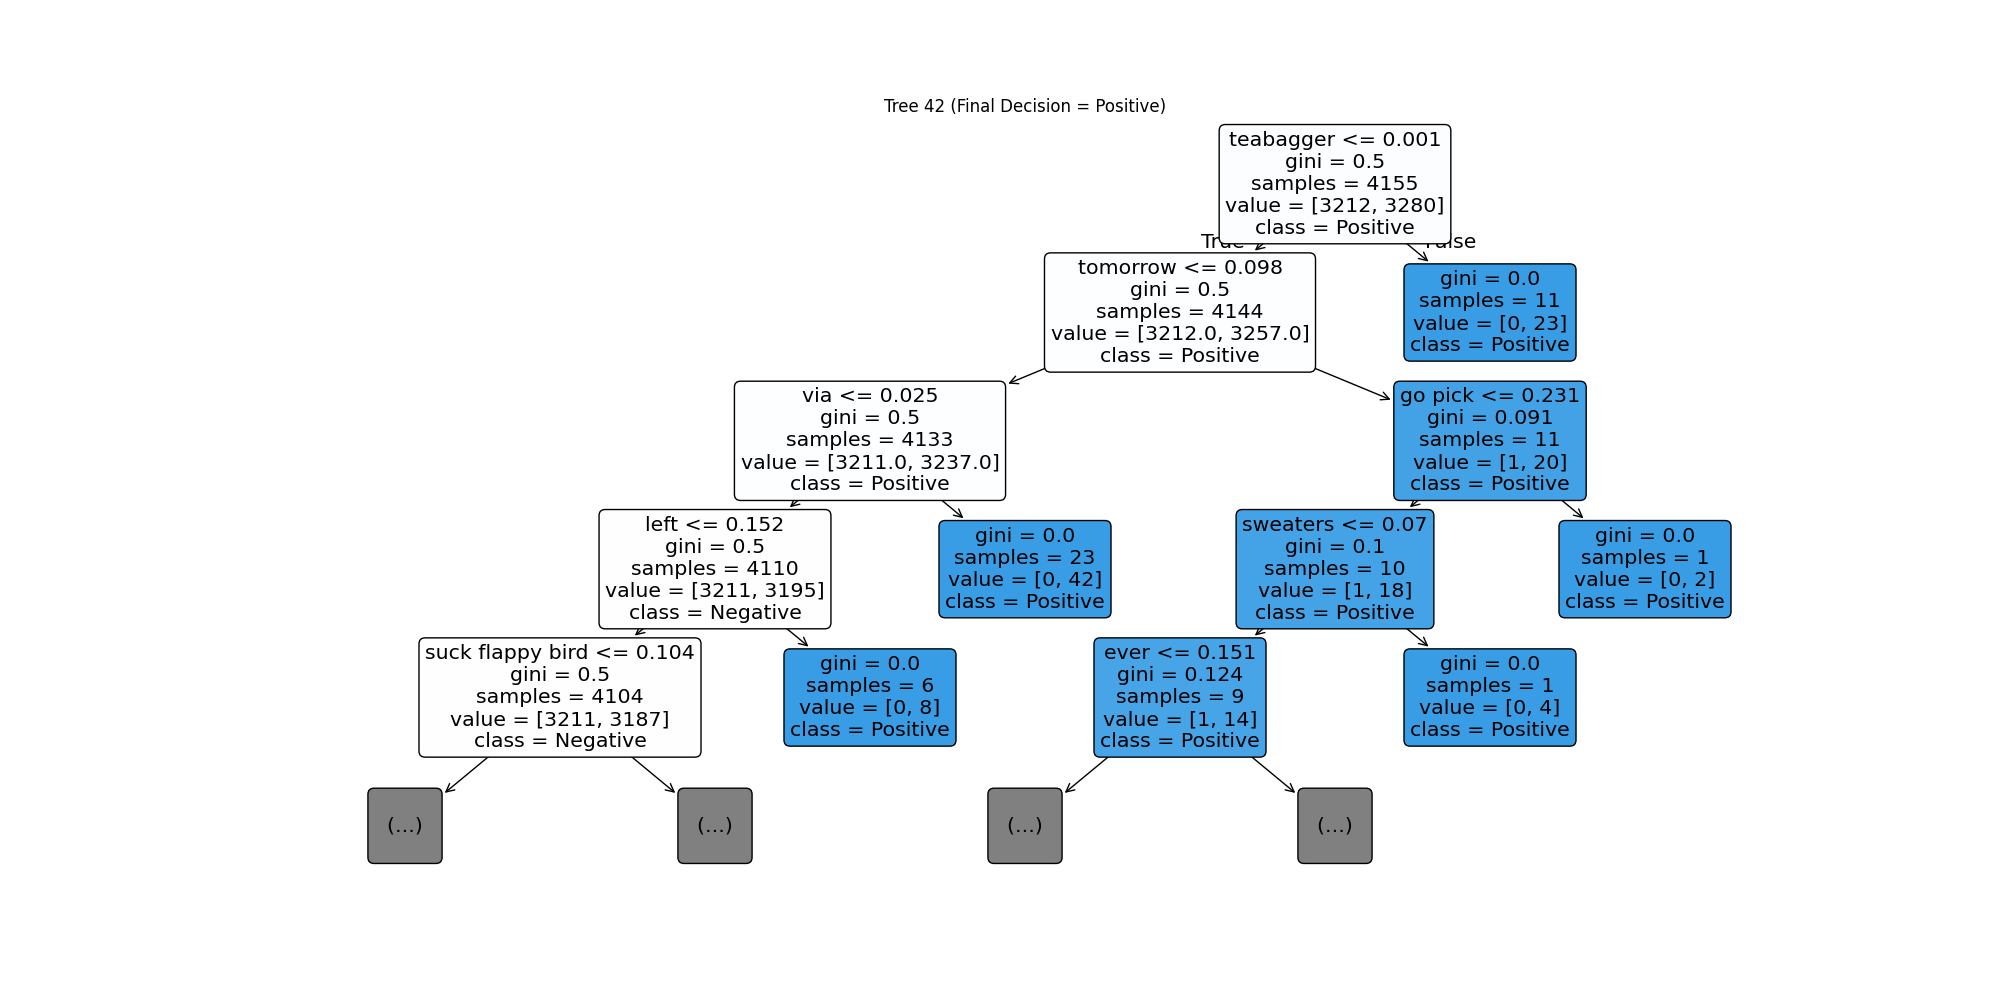 Tree 42 (Final Decision = Positive)
teabagger <= 0.001
gini = 0.5
samples = 4155
value = [3212, 3280]
class = Positive
True
False
tomorrow <= 0.098
gini = 0.5
samples = 4144
value = [3212.0, 3257.0]
class = Positive
gini = 0.0
samples = 11
value = [0, 23]
class = Positive
via <= 0.025
gini = 0.5
samples = 4133
value = [3211.0, 3237.0]
class = Positive
go pick <= 0.231
gini = 0.091
samples = 11
value = [1, 20]
class = Positive
left <= 0.152
gini = 0.5
samples = 4110
value = [3211, 3195]
class = Negative
gini = 0.0
samples = 23
value = [0, 42]
class = Positive
sweaters <= 0.07
gini = 0.1
samples = 10
value = [1, 18]
class = Positive
gini = 0.0
samples = 1
value = [0, 2]
class = Positive
suck flappy bird <= 0.104
gini = 0.5
samples = 4104
value = [3211, 3187]
class = Negative
gini = 0.0
samples = 6
value = [0, 8]
class = Positive
ever <= 0.151
gini = 0.124
samples = 9
value = [1, 14]
class = Positive
gini = 0.0
samples = 1
value = [0, 4]
class = Positive
(...)
(...)
(...)
(...)